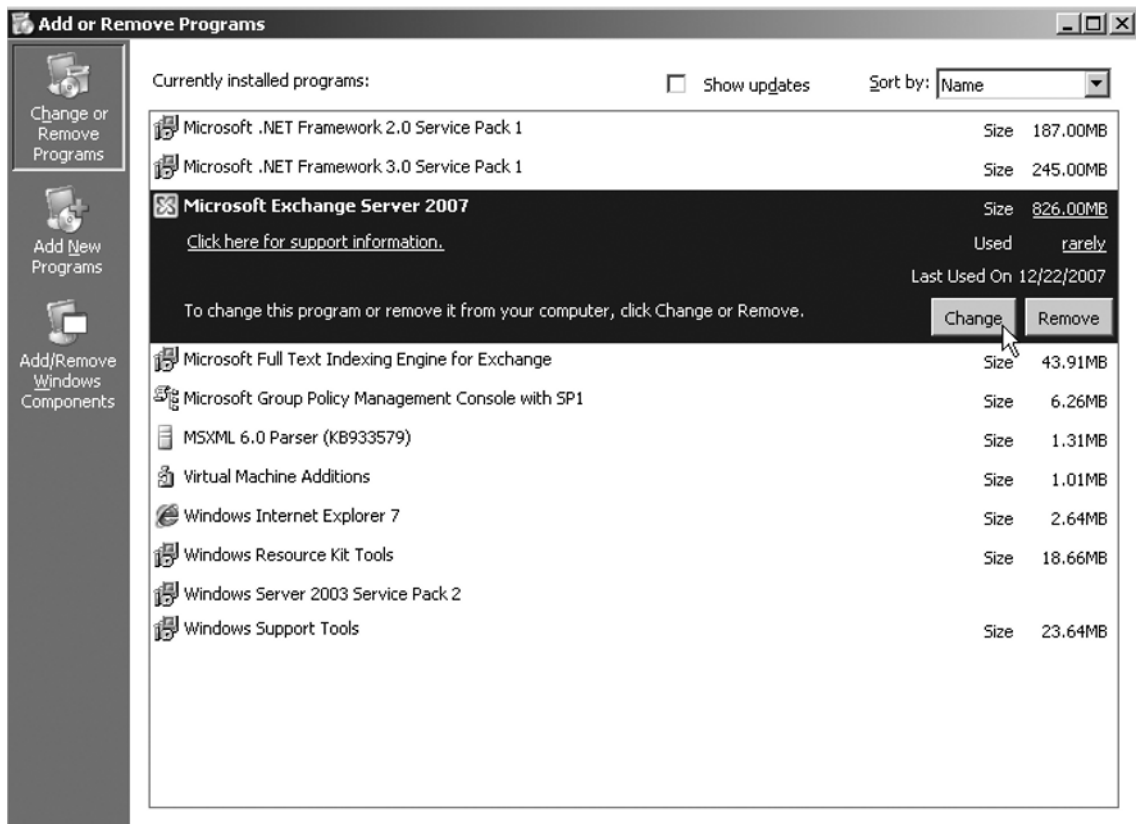 Add or Remove Programs
Change or
Remove
Programs
Add New
Programs
Add/Remove
Windows
Components
Currently installed programs:
Show updates
Sort by: Name
Microsoft .NET Framework 2.0 Service Pack 1 Size 187.00MB
Microsoft .NET Framework 3.0 Service Pack 1 Size 245.00MB
Microsoft Exchange Server 2007 Size 826.00MB
Click here for support information. Used rarely
Last Used On 12/22/2007
To change this program or remove it from your computer, click Change or Remove. Change Remove
Microsoft Full Text Indexing Engine for Exchange Size 43.91MB
Microsoft Group Policy Management Console with SP1 Size 6.26MB
MSXML 6.0 Parser (KB933579) Size 1.31MB
Virtual Machine Additions Size 1.01MB
Windows Internet Explorer 7 Size 2.64MB
Windows Resource Kit Tools Size 18.66MB
Windows Server 2003 Service Pack 2
Windows Support Tools Size 23.64MB